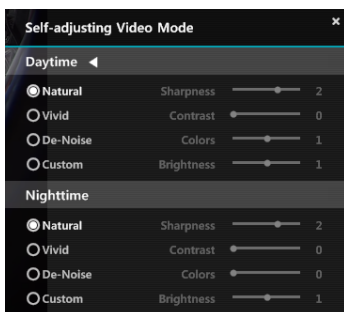 Self-adjusting Video Mode
Daytime
Natural Sharpness 2
Vivid Contrast 0
De-Noise Colors 1
Custom Brightness 1
Nighttime
Natural Sharpness 2
Vivid Contrast 0
De-Noise Colors 0
Custom Brightness 1